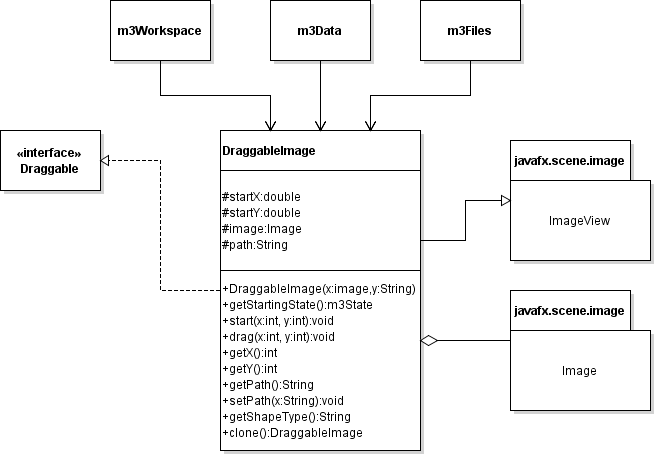 m3Workspace
m3Data
m3Files
«interface»
Draggable
DraggableImage
#startX:double
#startY:double
#image:Image
#path:String
+DraggableImage(x:image,y:String)
+getStartingState():m3State
+start(x:int, y:int):void
+drag(x:int, y:int):void
+getX():int
+getY():int
+getPath():String
+setPath(x:String):void
+getShapeType():String
+clone():DraggableImage
javafx.scene.image
ImageView
javafx.scene.image
Image